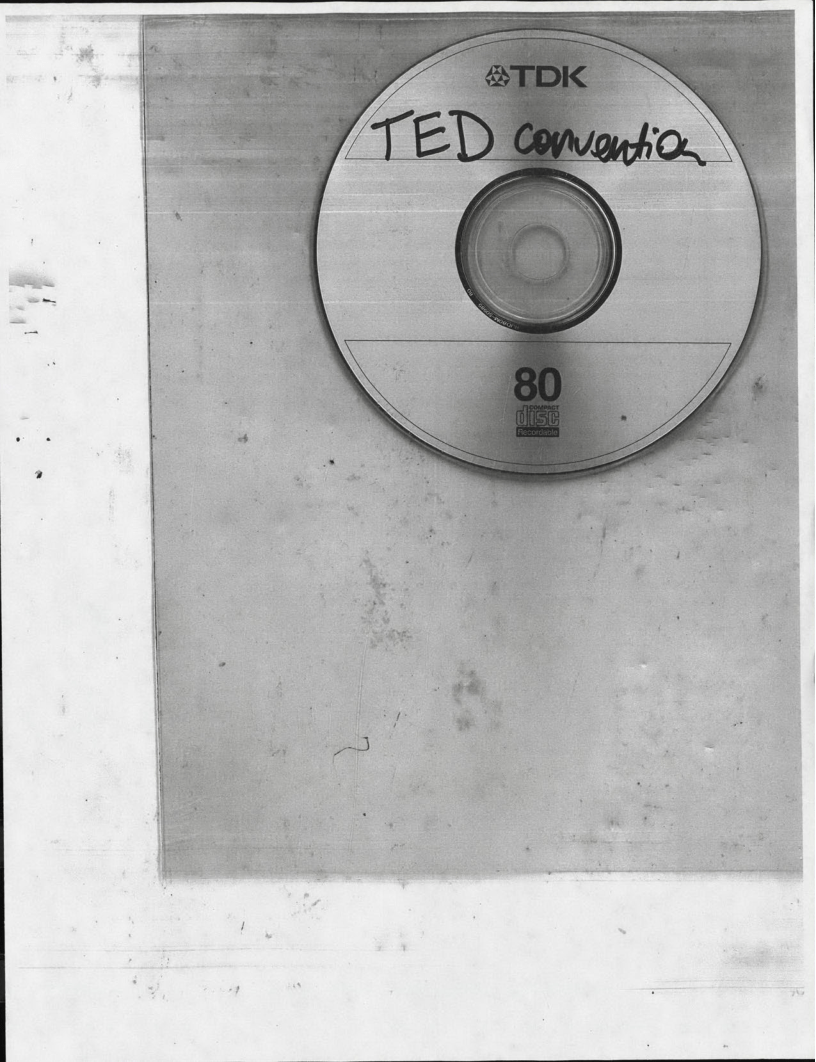 TDK
TED convention
80
COMPACT
disc
Recordable